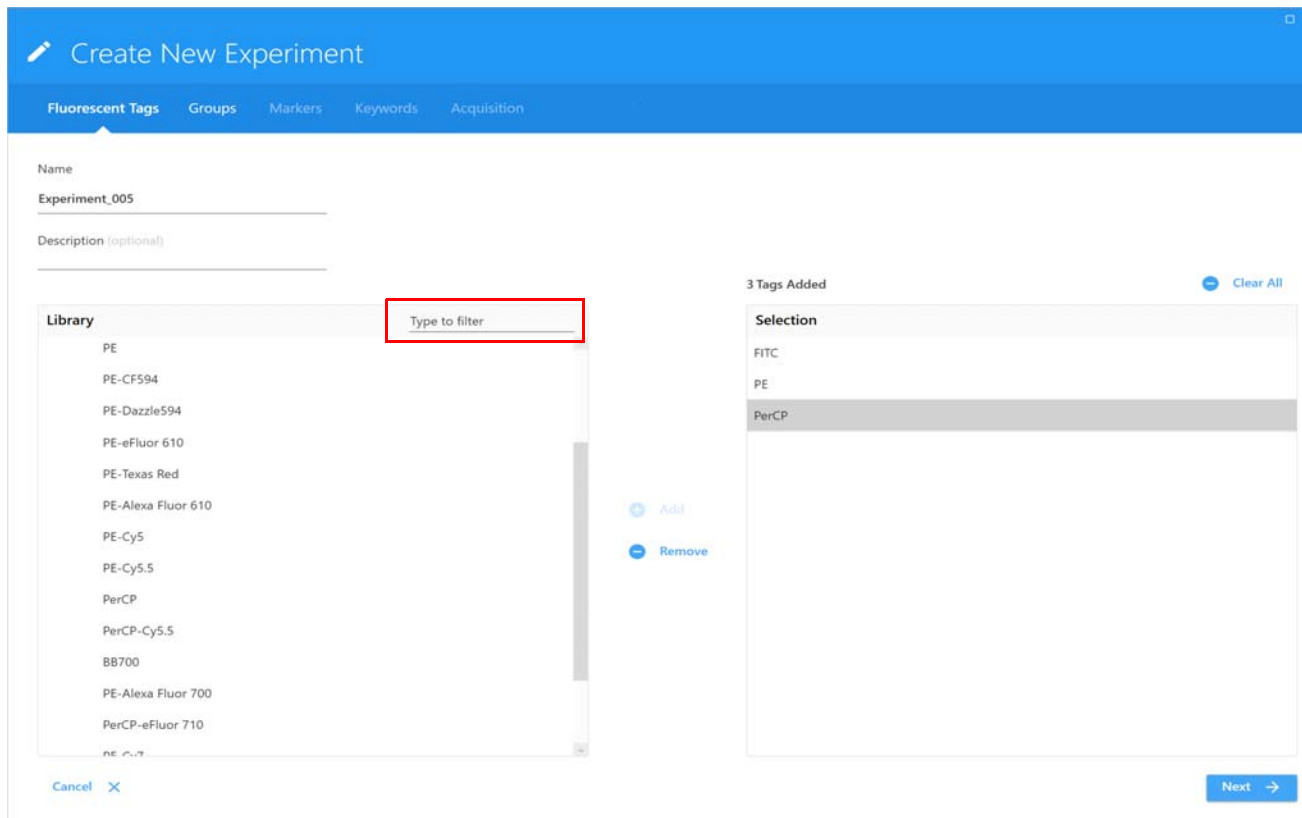 Create New Experiment
Fluorescent Tags Groups Markers Keywords Acquisition
Name
Experiment_005
Description (optional)
3 Tags Added Clear All
Library Type to filter
PE
PE-CF594
PE-Dazzle594
PE-eFluor 610
PE-Texas Red
PE-Alexa Fluor 610
PE-Cy5
PE-Cy5.5
PerCP
PerCP-Cy5.5
BB700
PE-Alexa Fluor 700
PerCP-eFluor 710
PE-Cy7
Add
Remove
Selection
FITC
PE
PerCP
Cancel Next